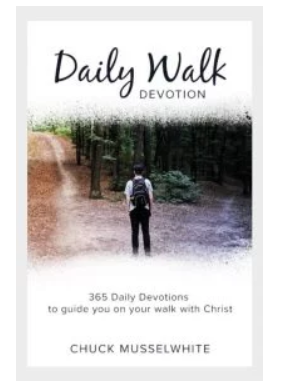 Daily Walk
DEVOTION
365 Daily Devotions
to guide you on your walk with Christ
CHUCK MUSSELWHITE